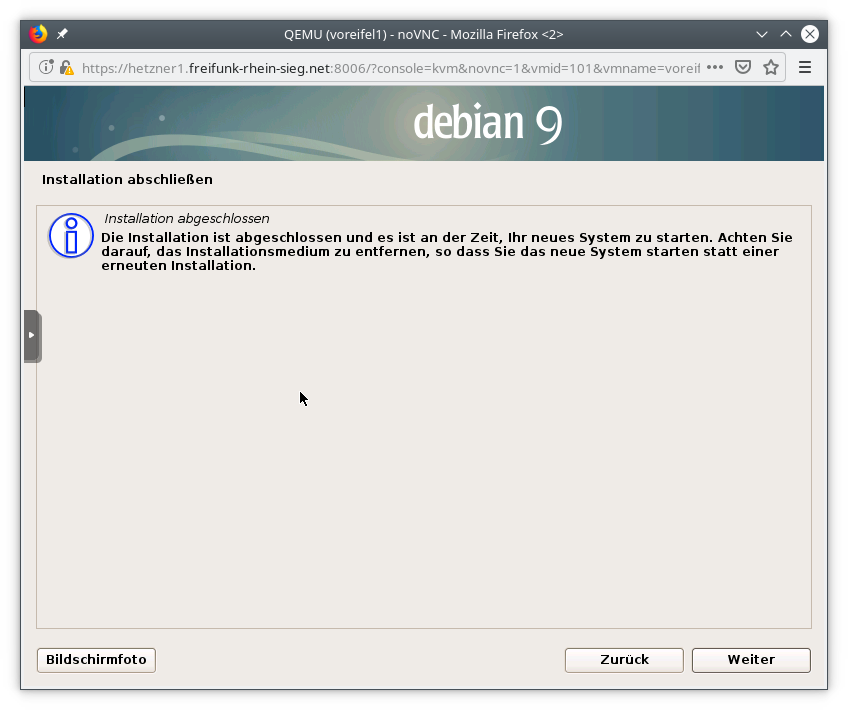 QEMU (voreifel1) - noVNC - Mozilla Firefox <2>
https://hetzner1.freifunk-rhein-sieg.net:8006/?console=kvm&novnc=1&vmid=101&vmname=voreif
debian 9
Installation abschließen
Installation abgeschlossen
Die Installation ist abgeschlossen und es ist an der Zeit, Ihr neues System zu starten. Achten Sie
darauf, das Installationsmedium zu entfernen, so dass Sie das neue System starten statt einer
erneuten Installation.
Bildschirmfoto
Zurück
Weiter